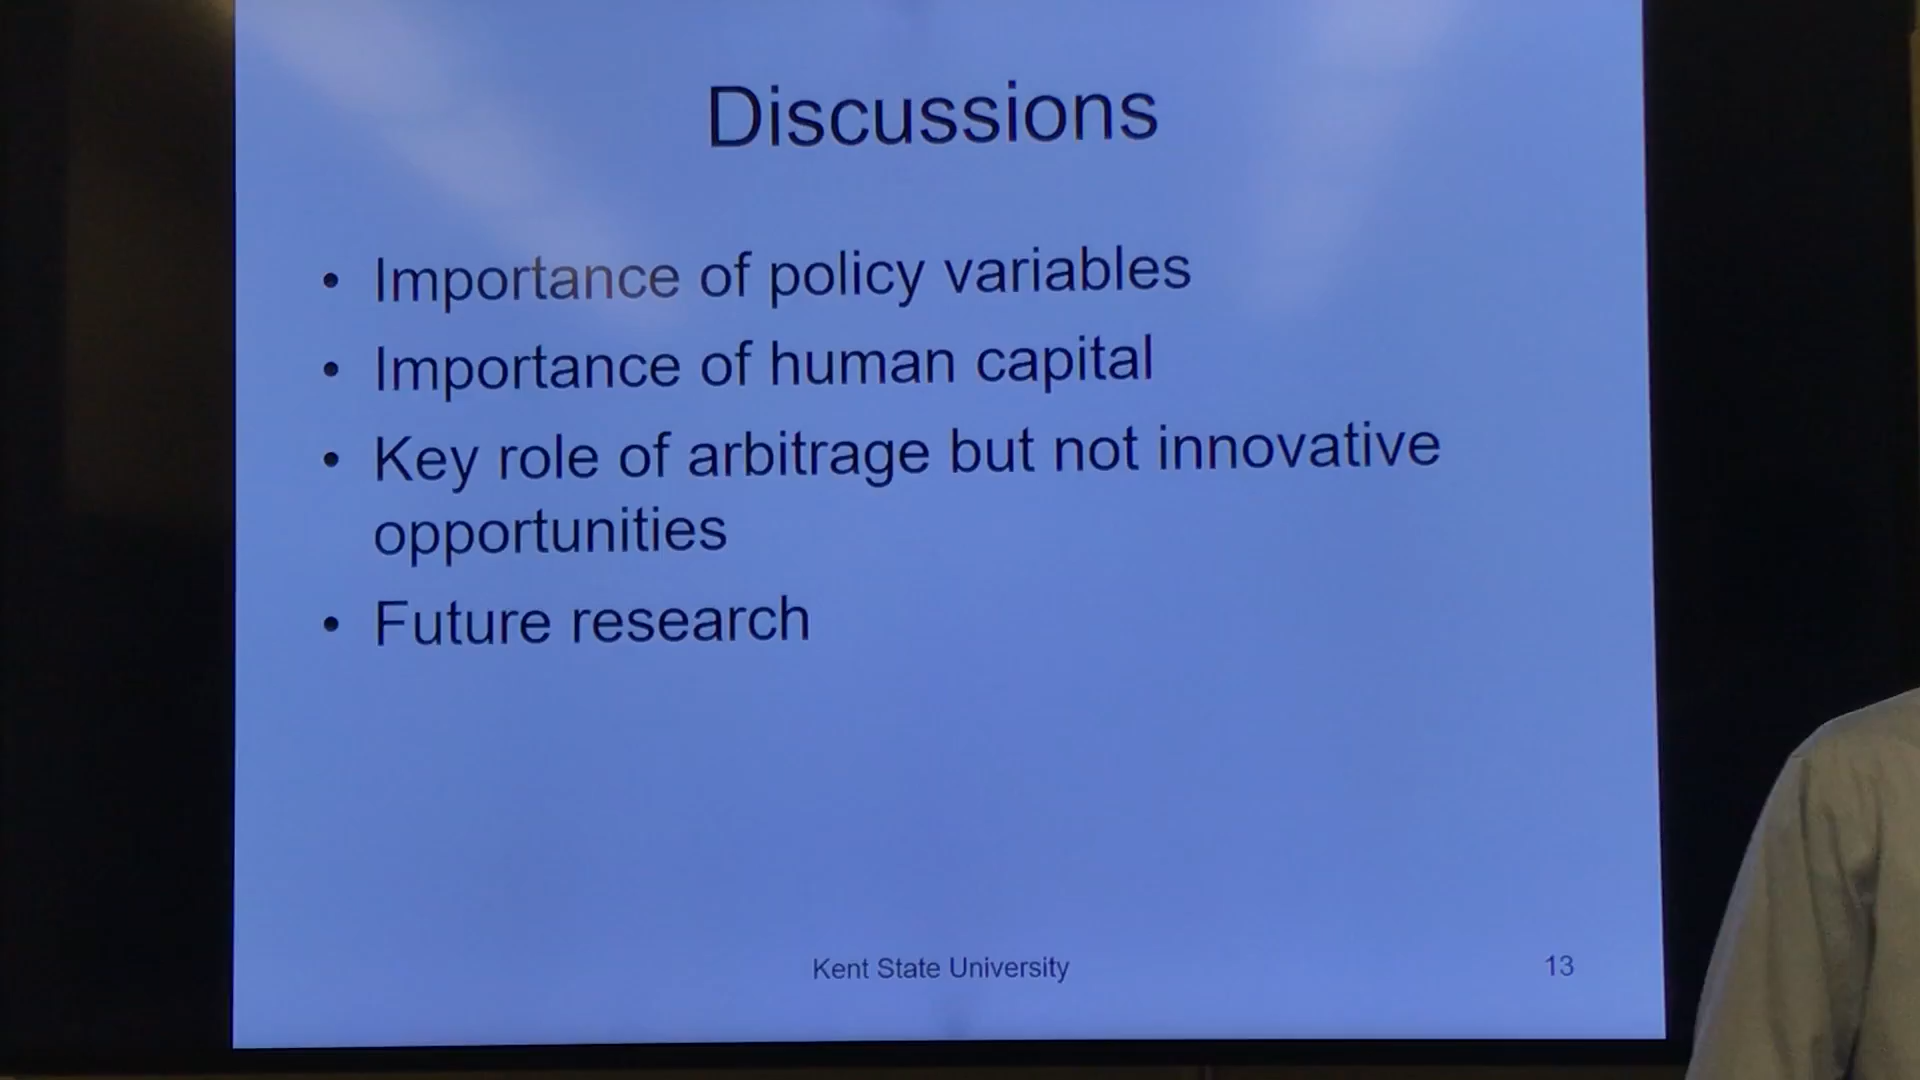 Discussions
• Importance of policy variables
• Importance of human capital
• Key role of arbitrage but not innovative
opportunities
• Future research
Kent State University
13